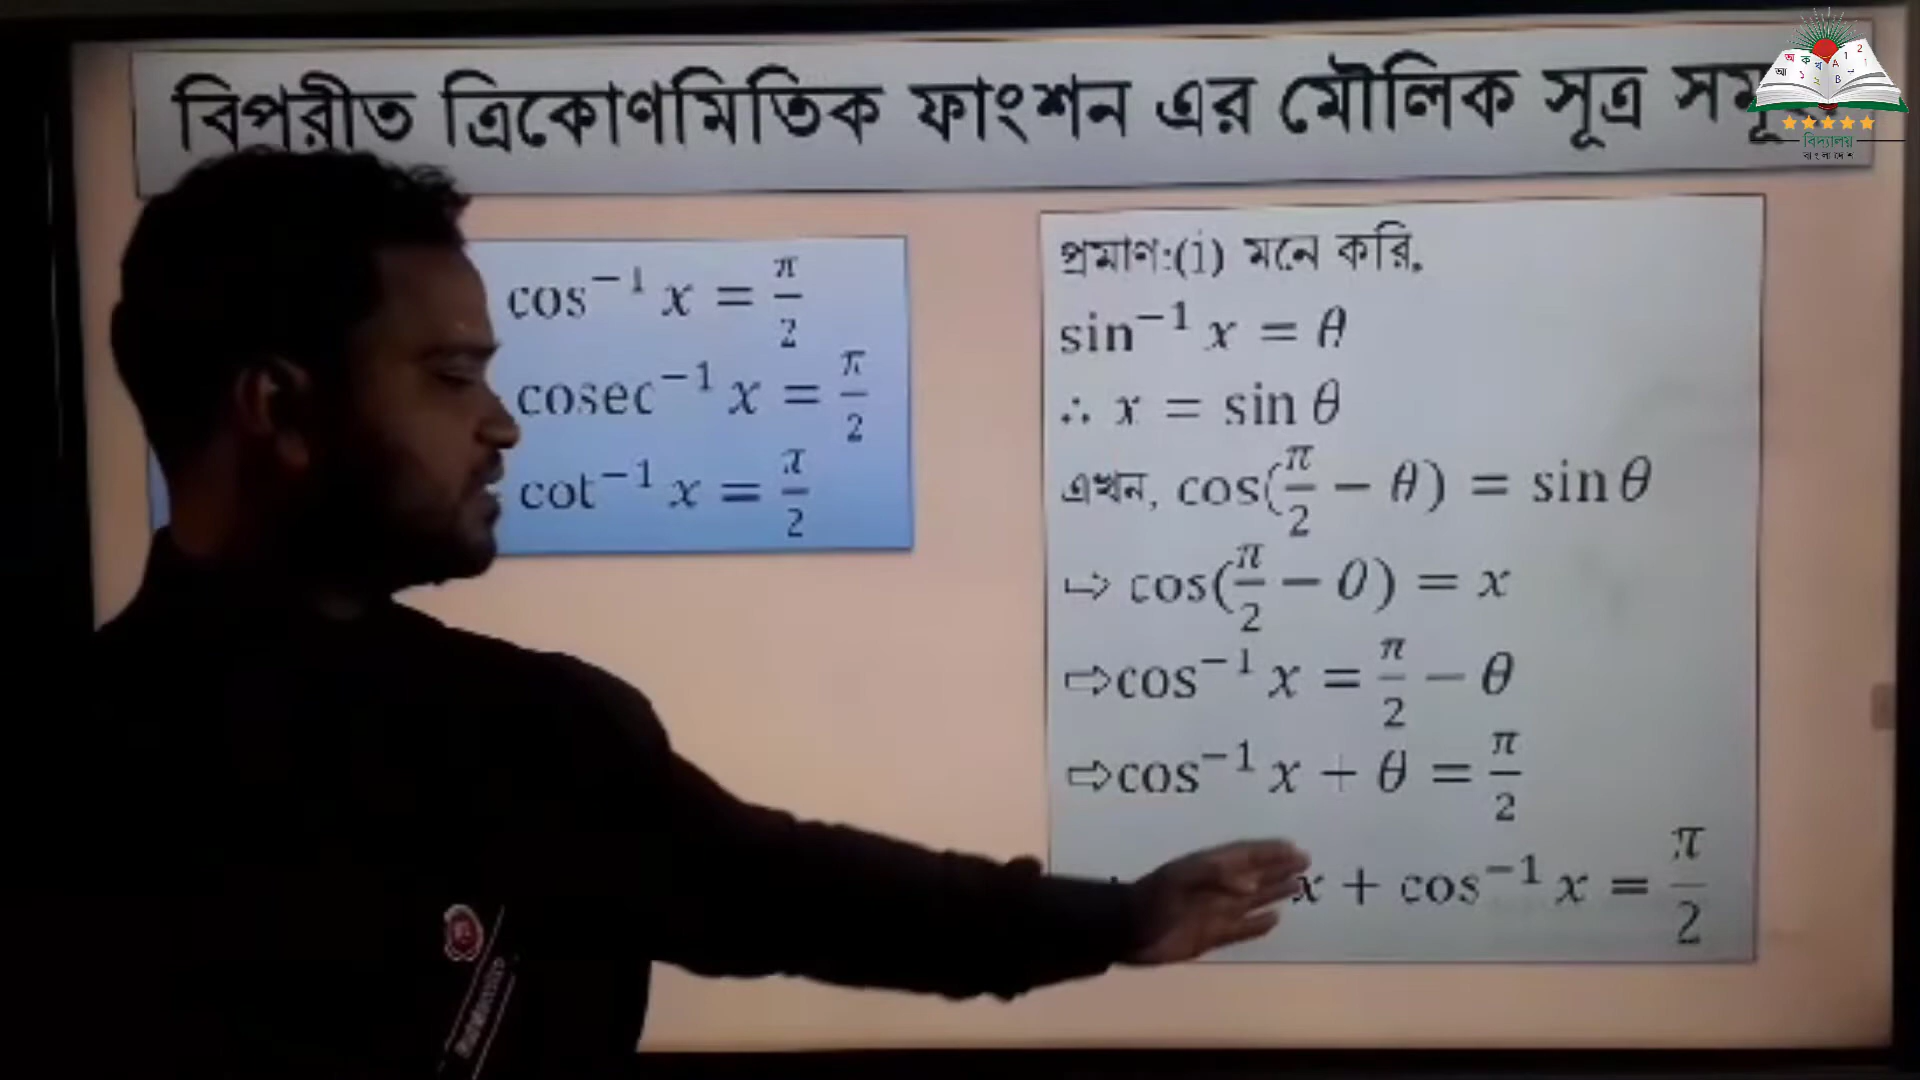 বিপরীত ত্রিকোণমিতিক ফাংশন এর মৌলিক সূত্র
বিদ্যালয়
বাংলাদেশ
cos⁻¹ x = π/2
cosec⁻¹ x = π/2
cot⁻¹ x = π/2
প্রমাণ:(i) মনে করি,
sin⁻¹ x = θ
∴ x = sin θ
এখন, cos(π/2 − θ) = sin θ
⇨ cos(π/2 − θ) = x
⇨cos⁻¹ x = π/2 − θ
⇨cos⁻¹ x + θ = π/2
x + cos⁻¹ x = π/2